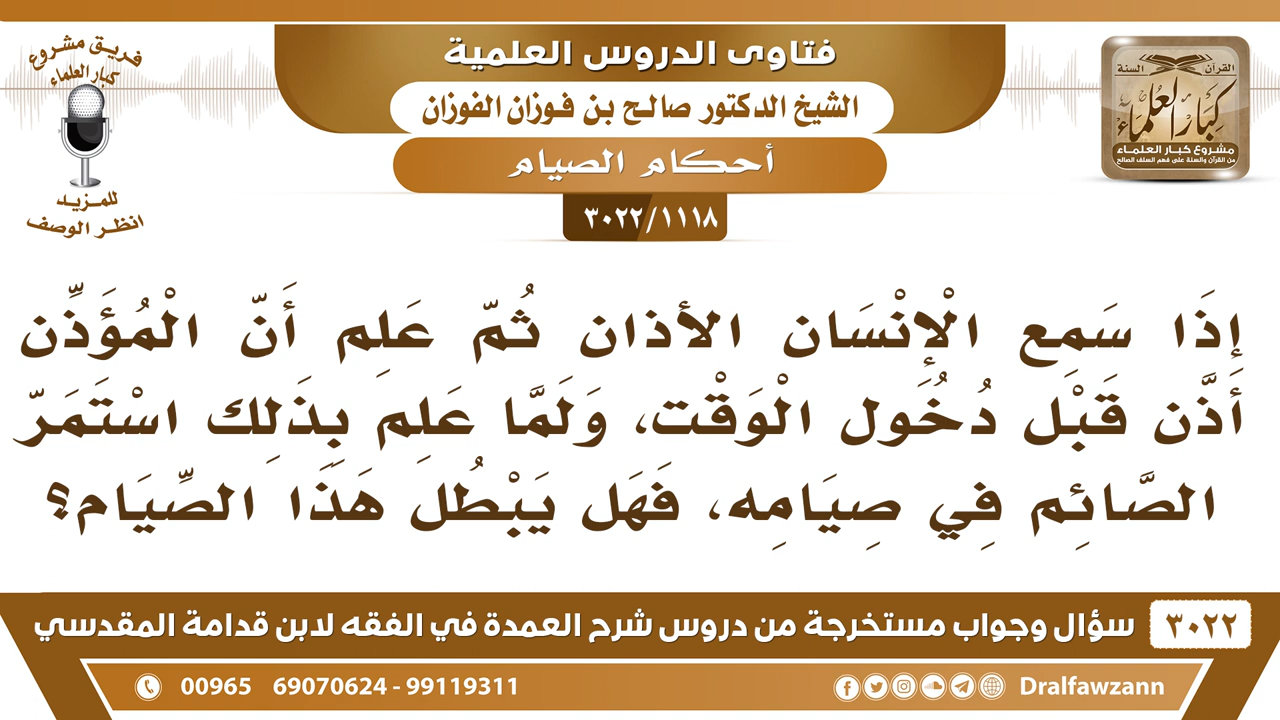 فتاوى الدروس العلمية
الشيخ الدكتور صالح بن فوزان الفوزان
أحكام الصيام
٣٠٢٢/١١١٨
فريق مشروع
كبار العلماء
للمزيد
انظر الوصف
القرآن السنة
كبار العلماء
مشروع كبار العلماء
من القرآن والسنة على فهم السلف الصالح
إِذَا سَمِع الْإِنْسَان الأذان ثُمّ عَلِم أَنّ الْمُؤَذِّن
أَذَّن قَبْل دُخُول الْوَقْت، وَلَمَّا عَلِمَ بِذَلِك اسْتَمَرّ
الصَّائِم فِي صِيَامِه، فَهَل يَبْطُل هَذَا الصِّيَام؟
سؤال وجواب مستخرجة من دروس شرح العمدة في الفقه لابن قدامة المقدسي
٣٠٢٢
00965 69070624 - 99119311
Dralfawzann